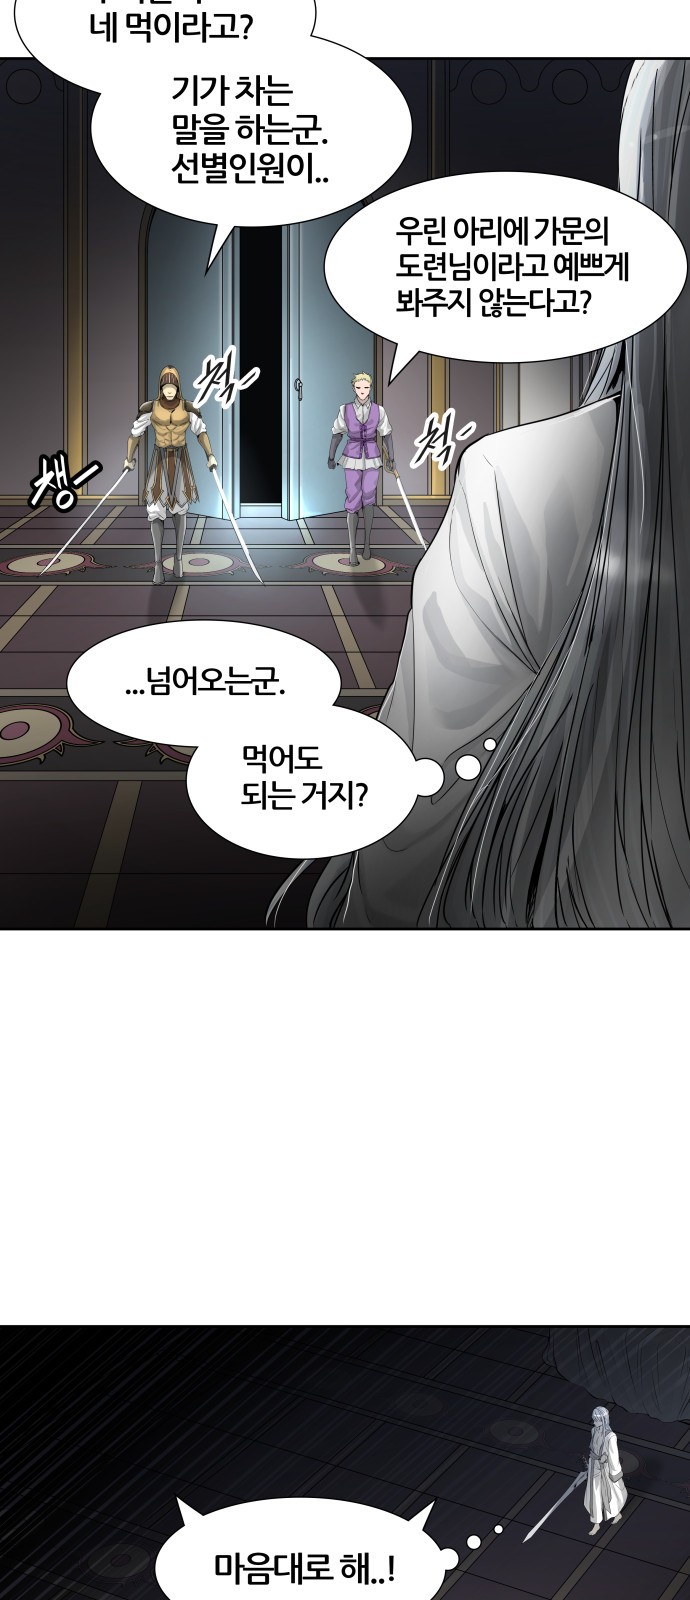 네 먹이라고?
기가 차는
말을 하는군.
선별인원이..
우린 아리에 가문의
도련님이라고 예쁘게
봐주지 않는다고?
척-
척-
챙-
...넘어오는군.
먹어도
되는 거지?
마음대로 해..!